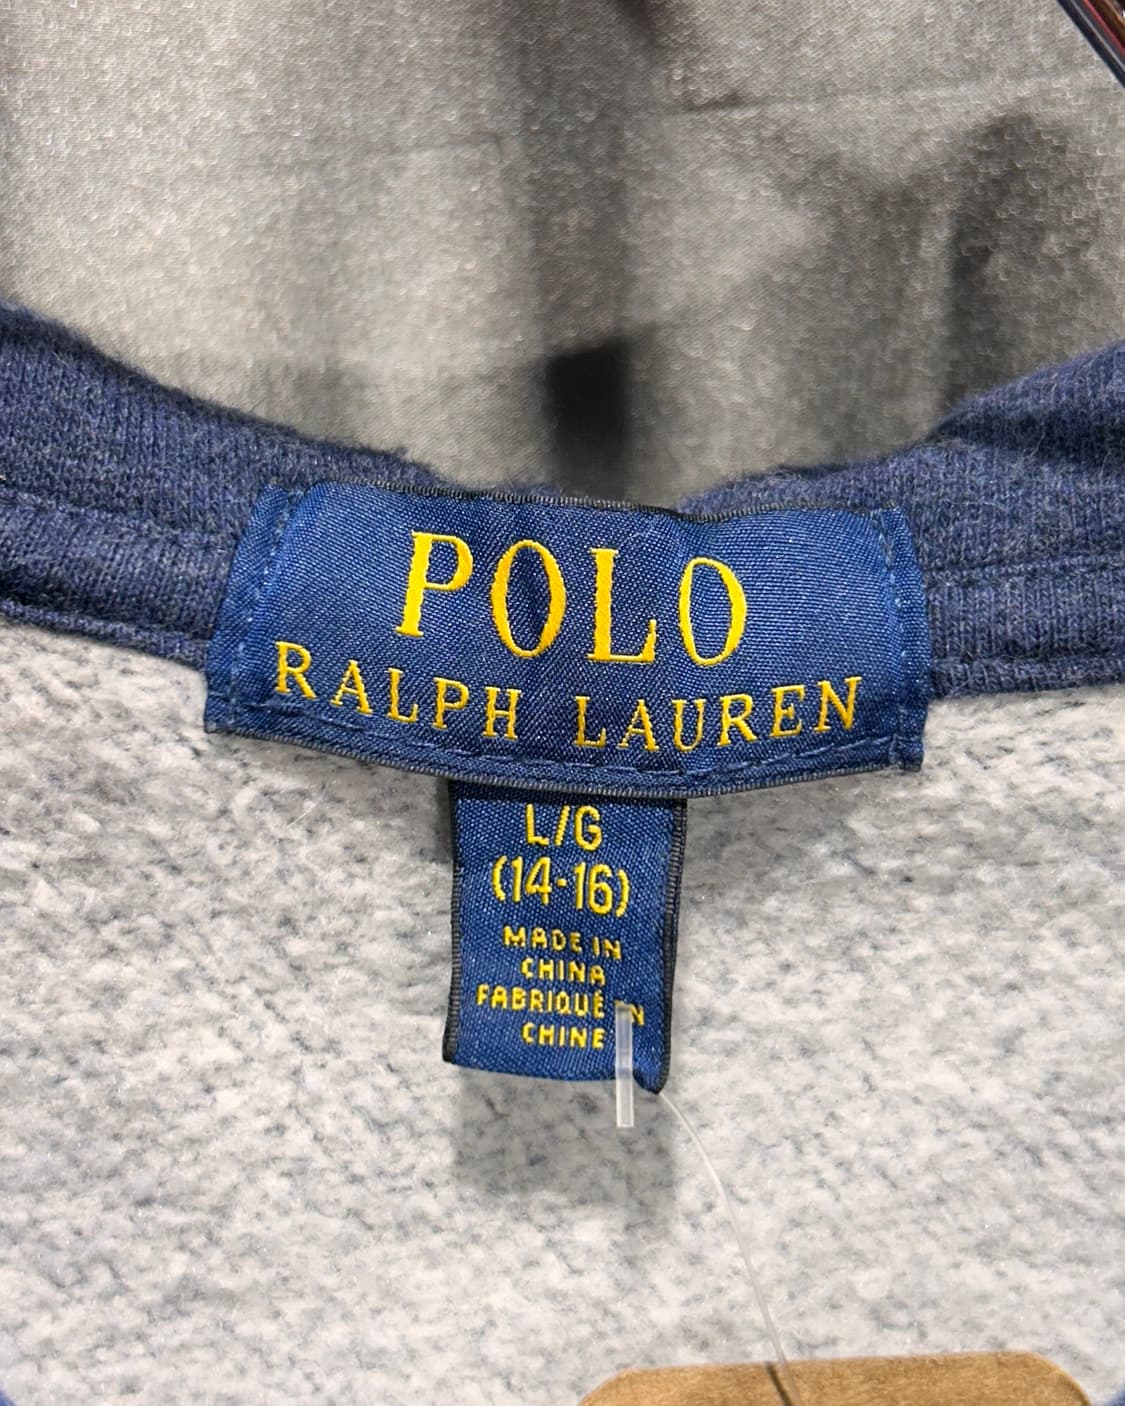 POLO
RALPH LAUREN
L/G
(14-16)
MADE IN
CHINA
FABRIQUÉ EN
CHINE